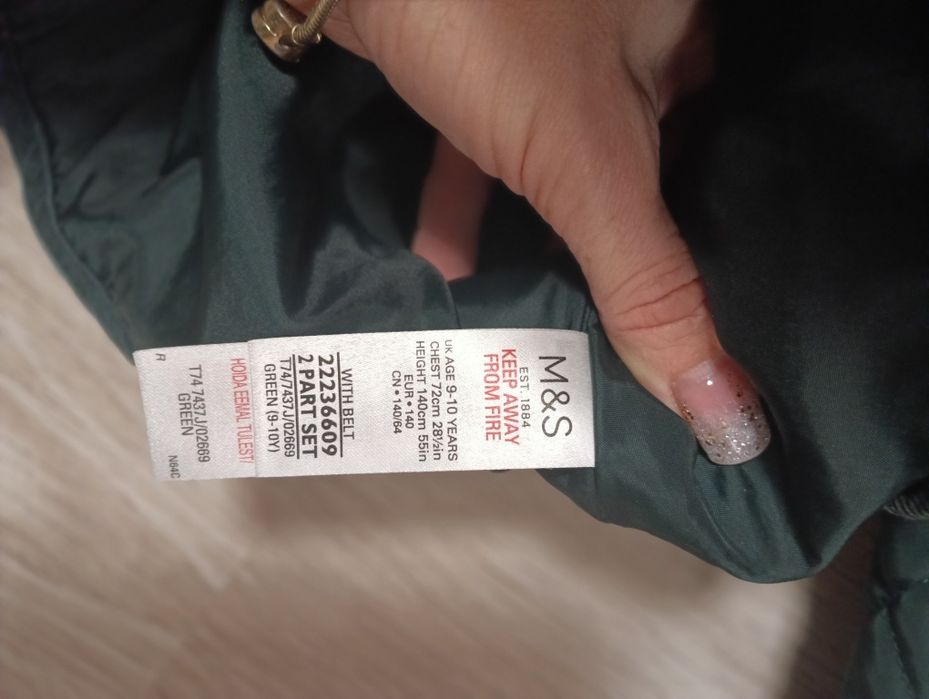 M&S
EST. 1884
KEEP AWAY
FROM FIRE
UK AGE 9-10 YEARS
CHEST 72cm 28½in
HEIGHT 140cm 55in
EUR • 140
CN • 140/64
WITH BELT
22236609
2 PART SET
T74/7437J/02669
GREEN (9-10Y)
HOIDA EEMAL TULEST/
T74 7437J/02669
GREEN
R
N64C